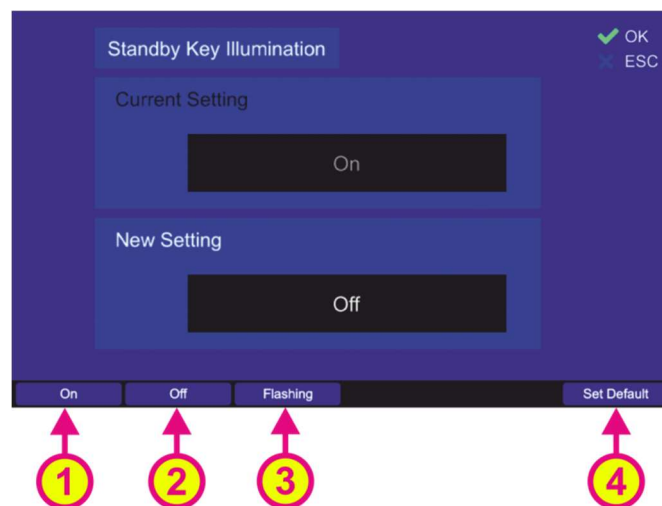 Standby Key Illumination
OK
ESC
Current Setting
On
New Setting
Off
On Off Flashing Set Default
1 2 3 4